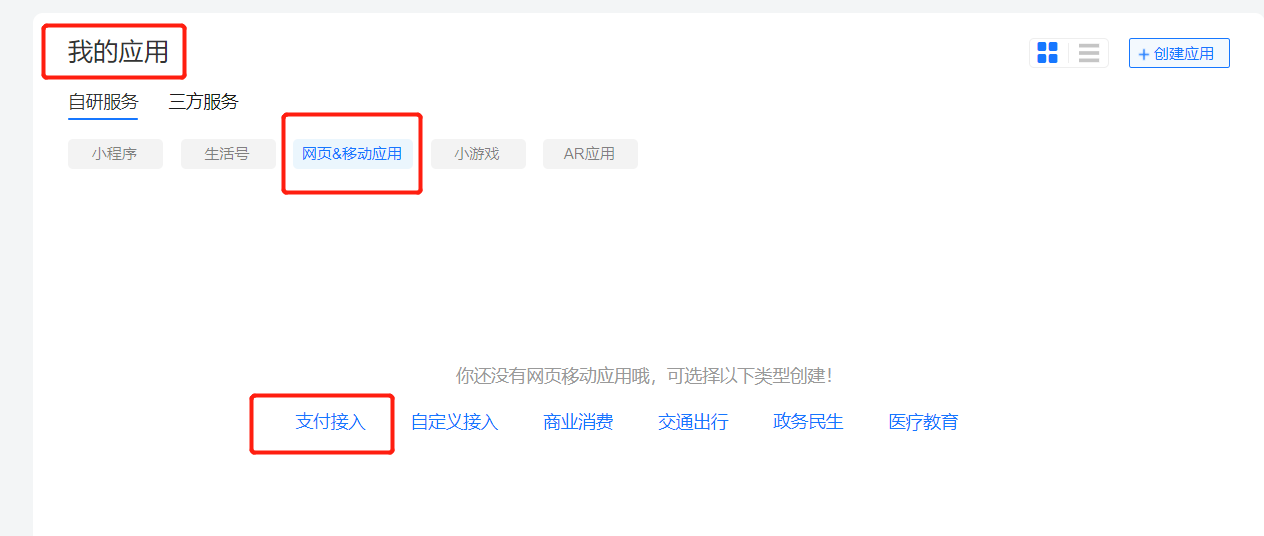 我的应用
+ 创建应用
自研服务 三方服务
小程序 生活号 网页&移动应用 小游戏 AR应用
你还没有网页移动应用哦，可选择以下类型创建！
支付接入 自定义接入 商业消费 交通出行 政务民生 医疗教育